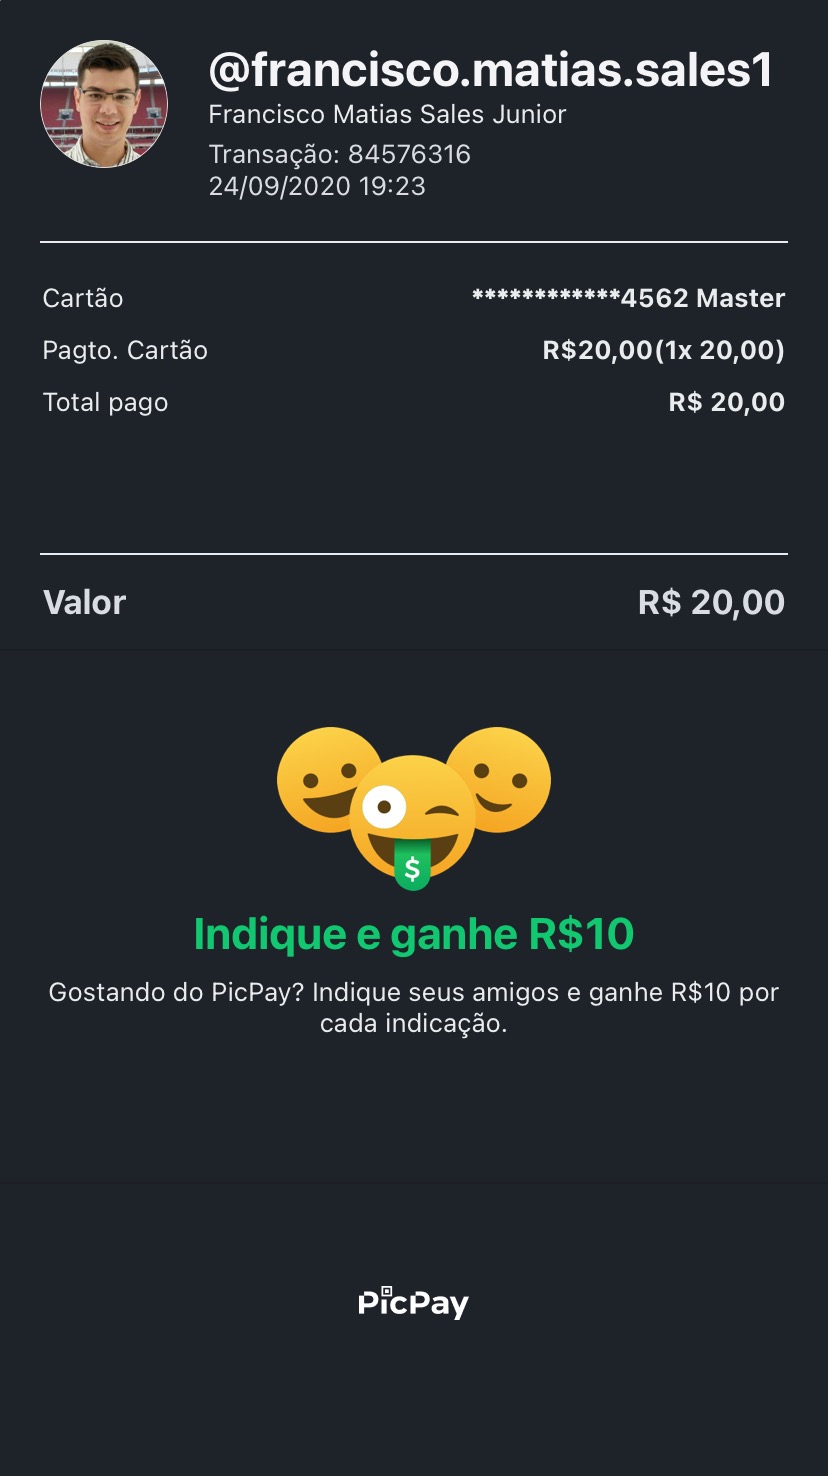 @francisco.matias.sales1
Francisco Matias Sales Junior
Transação: 84576316
24/09/2020 19:23
Cartão ************4562 Master
Pagto. Cartão R$20,00(1x 20,00)
Total pago R$ 20,00
Valor R$ 20,00
$
Indique e ganhe R$10
Gostando do PicPay? Indique seus amigos e ganhe R$10 por
cada indicação.
PicPay